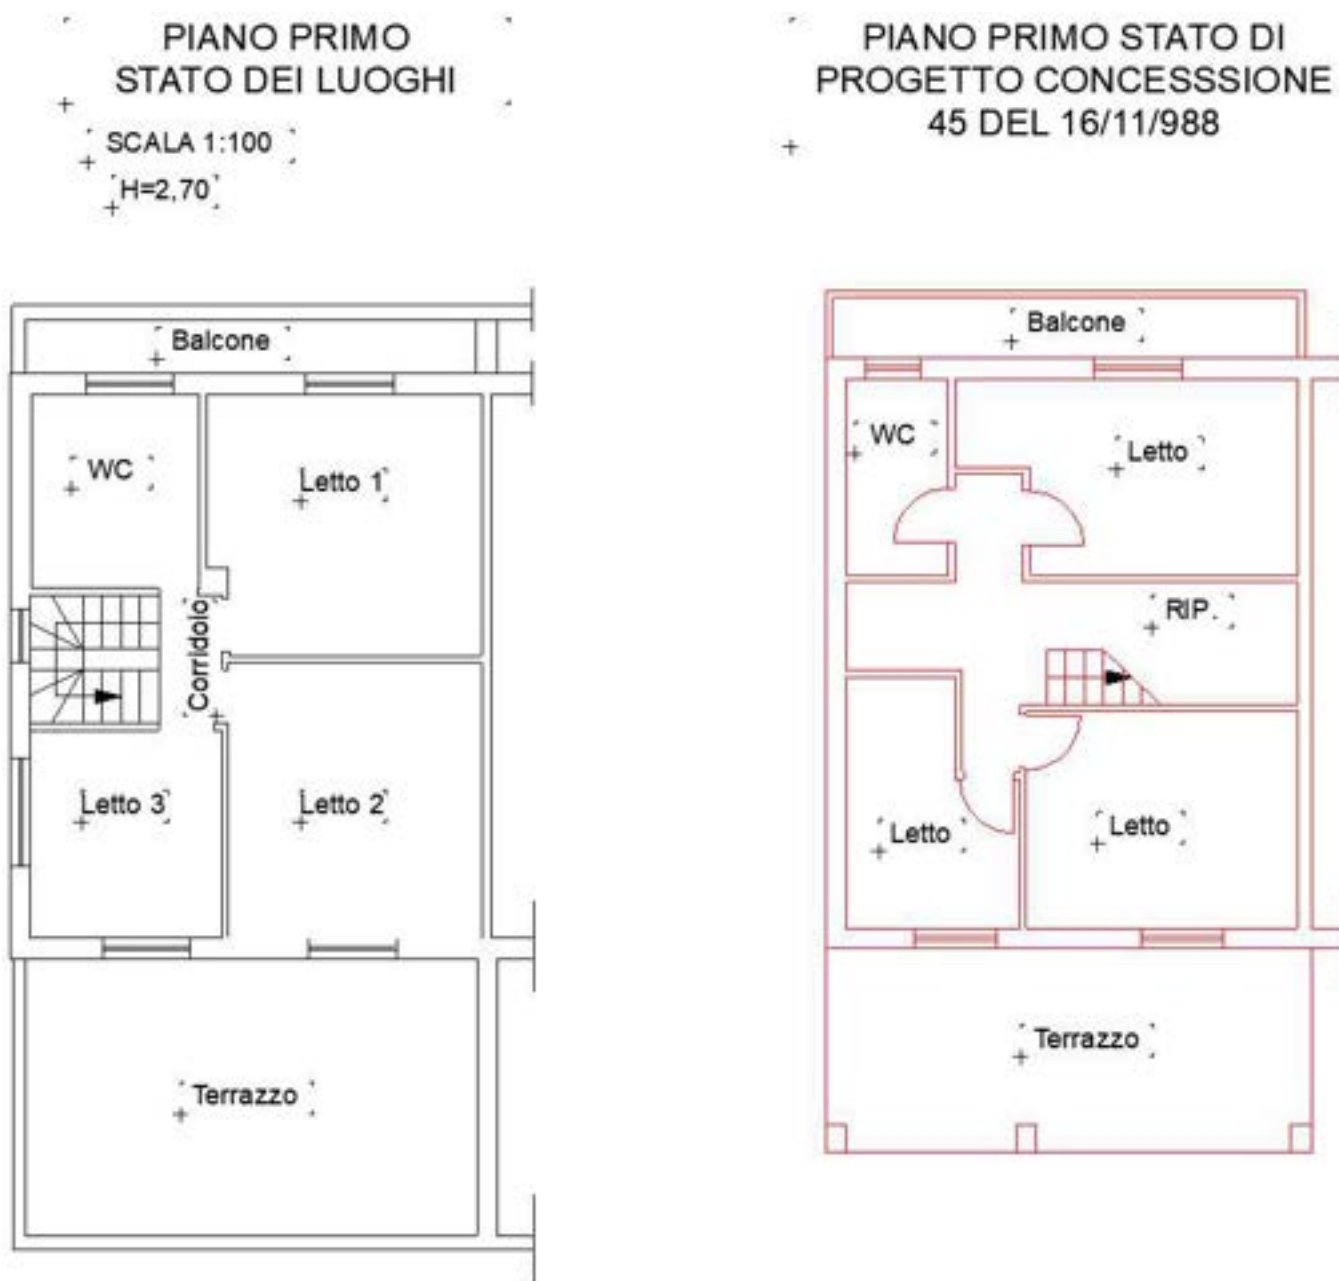 PIANO PRIMO
STATO DEI LUOGHI
SCALA 1:100
H=2,70
Balcone
WC
Letto 1
Corridoio
Letto 3
Letto 2
Terrazzo
PIANO PRIMO STATO DI
PROGETTO CONCESSSIONE
45 DEL 16/11/988
Balcone
WC
Letto
RIP.
Letto
Letto
Terrazzo